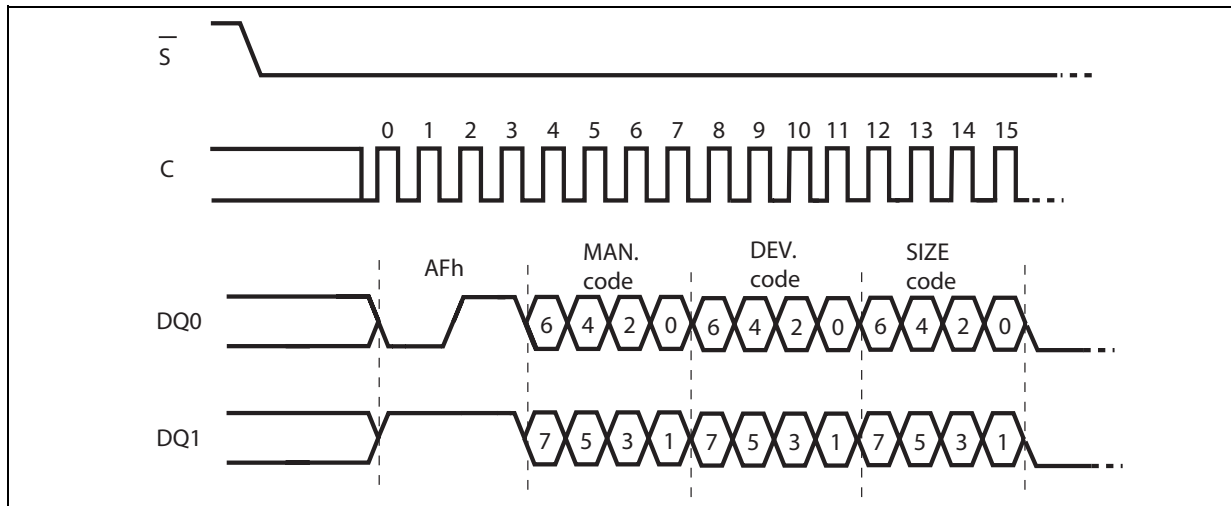 S
0 1 2 3 4 5 6 7 8 9 10 11 12 13 14 15
C
AFh
MAN.
code
DEV.
code
SIZE
code
DQ0
6 4 2 0 6 4 2 0 6 4 2 0
DQ1
7 5 3 1 7 5 3 1 7 5 3 1